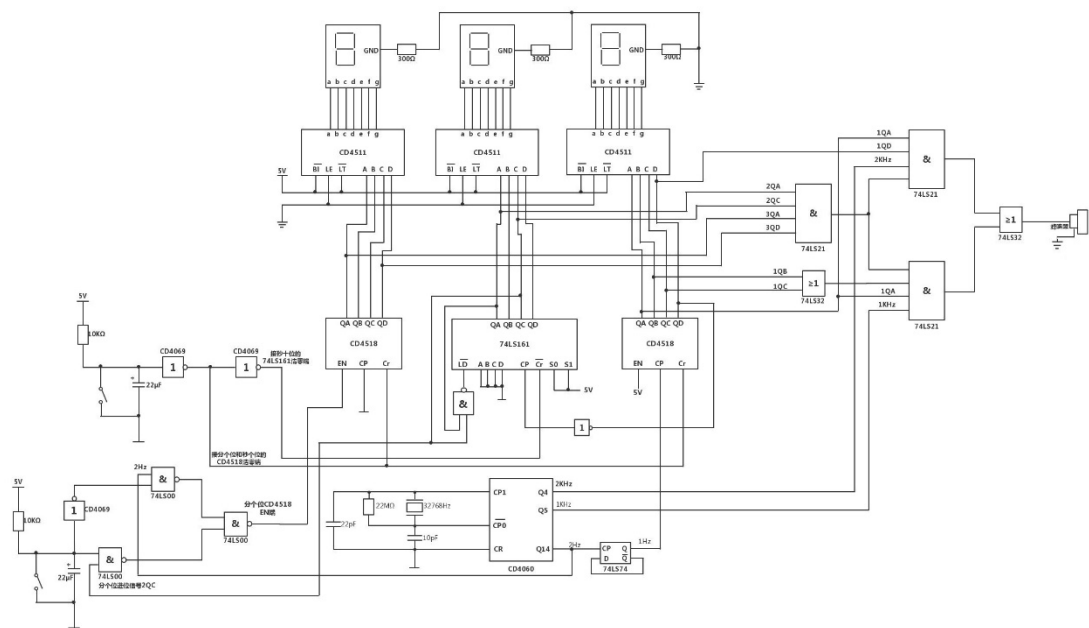 GND
300Ω
GND
300Ω
GND
300Ω
a b c d e f g
a b c d e f g
a b c d e f g
a b c d e f g
CD4511
BI LE LT A B C D
a b c d e f g
CD4511
BI LE LT A B C D
a b c d e f g
CD4511
BI LE LT A B C D
5V
1QA
1QD
2KHz
&
74LS21
2QA
2QC
3QA
3QD
&
74LS21
≥1
74LS32
1QB
1QC
≥1
74LS32
1QA
1KHz
&
74LS21
QA QB QC QD
CD4518
EN CP Cr
QA QB QC QD
74LS161
LD A B C D CP Cr S0 S1
5V
QA QB QC QD
CD4518
EN CP Cr
5V
&
1
5V
10KΩ
22μF
CD4069
1
CD4069
1
接秒十位的
74LS161清零端
接分个位和秒个位的
CD4518清零端
5V
10KΩ
22μF
1
CD4069
2Hz
&
74LS00
&
74LS00
&
74LS00
分个位CD4518
EN端
分个位进位信号2QC
22pF
22MΩ
32768Hz
10pF
CP1
CP0
CR
Q4
Q5
Q14
CD4060
2KHz
1KHz
2Hz
CP Q
D Q
74LS74
1Hz